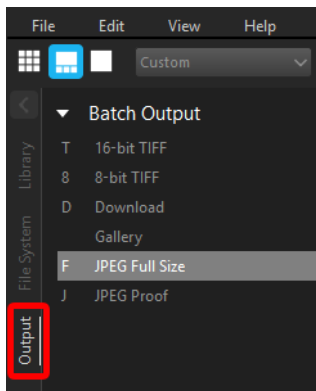 File Edit View Help
Custom
Batch Output
T 16-bit TIFF
8 8-bit TIFF
D Download
Gallery
F JPEG Full Size
J JPEG Proof
Library
File System
Output